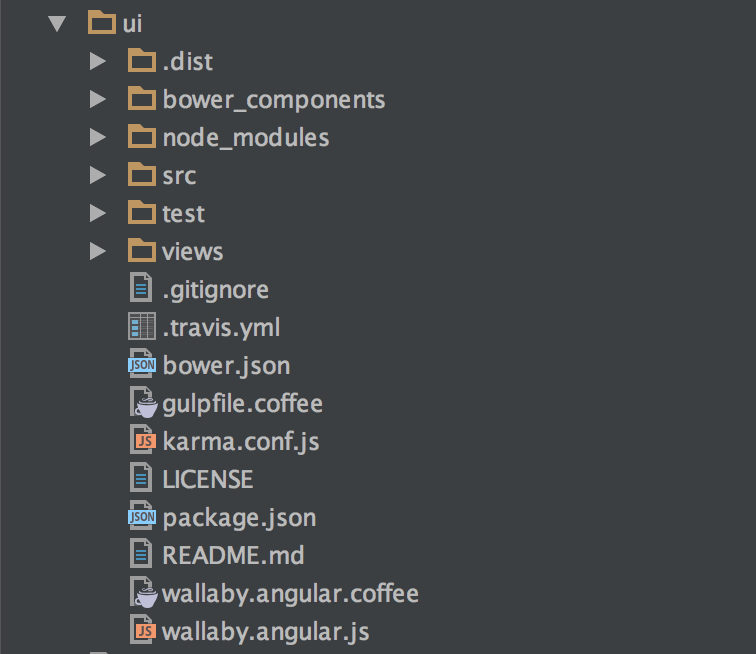 ui
.dist
bower_components
node_modules
src
test
views
.gitignore
.travis.yml
JSON bower.json
gulpfile.coffee
JS karma.conf.js
LICENSE
JSON package.json
README.md
wallaby.angular.coffee
JS wallaby.angular.js